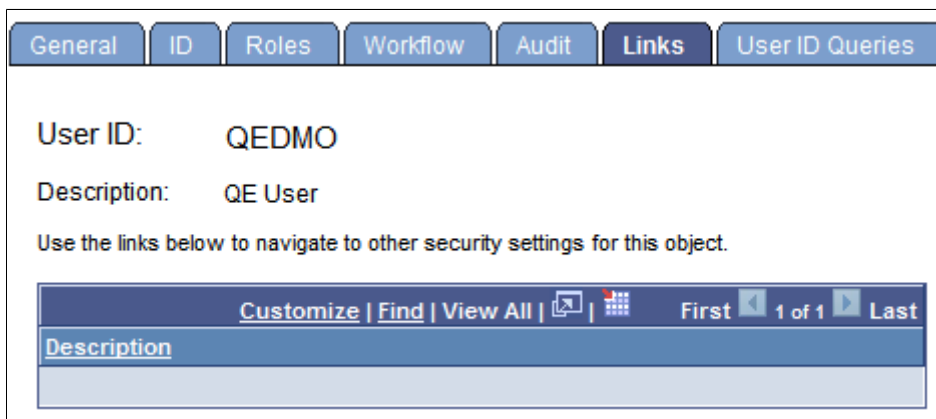 General ID Roles Workflow Audit Links User ID Queries
User ID: QEDMO
Description: QE User
Use the links below to navigate to other security settings for this object.
Customize | Find | View All | | First 1 of 1 Last
Description